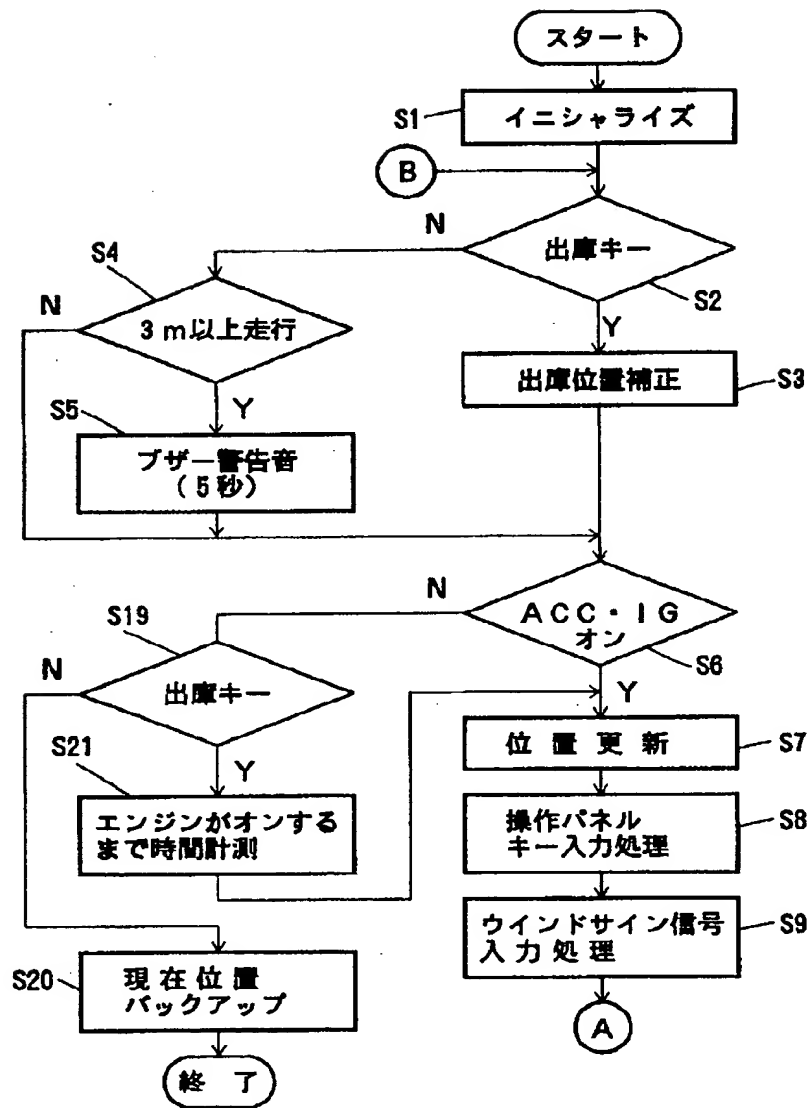 スタート
S1
イニシャライズ
B
N
S4
出庫キー
S2
N
3m以上走行
Y
出庫位置補正
S3
Y
S5
ブザー警告音
(5秒)
N
S19
ACC・IG
オン
S6
N
出庫キー
Y
S21
位置更新
S7
Y
エンジンがオンする
まで時間計測
操作パネル
キー入力処理
S8
ウインドサイン信号
入力処理
S9
S20
現在位置
バックアップ
A
終了